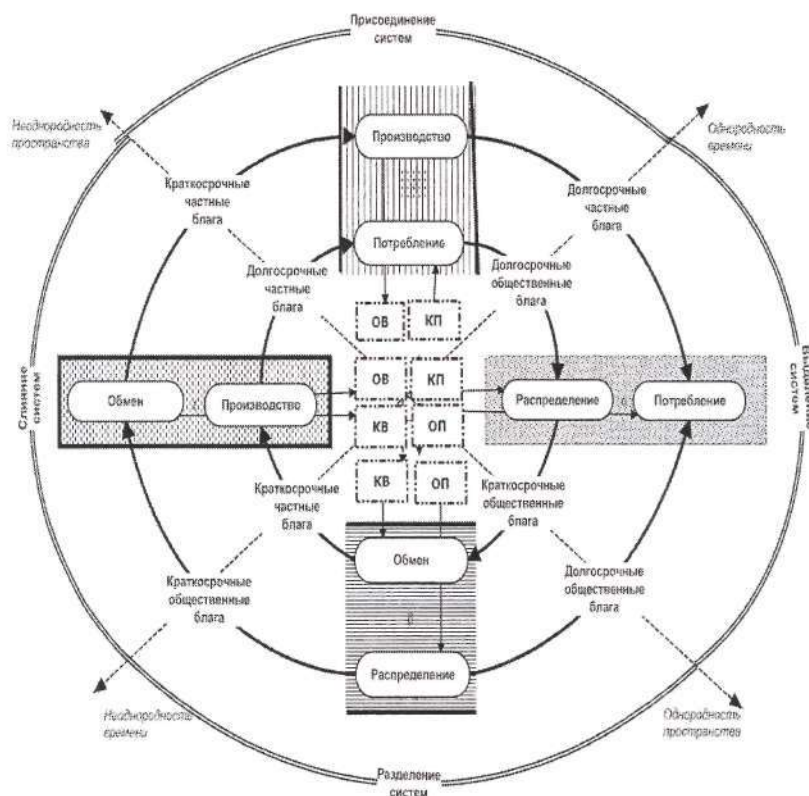 Присоединение
систем
Неоднородность
пространства
Однородность
времени
Производство
Краткосрочные
частные
блага
Долгосрочные
частные
блага
Потребление
Долгосрочные
частные
блага
Долгосрочные
общественные
блага
ОВ
КП
Слияние
систем
Выделение
систем
ОВ
КП
Обмен
Производство
Распределение
Потребление
КВ
ОП
КВ
ОП
Краткосрочные
частные
блага
Краткосрочные
общественные
блага
Обмен
Краткосрочные
общественные
блага
Долгосрочные
общественные
блага
Распределение
Неоднородность
времени
Однородность
пространства
Разделение
систем